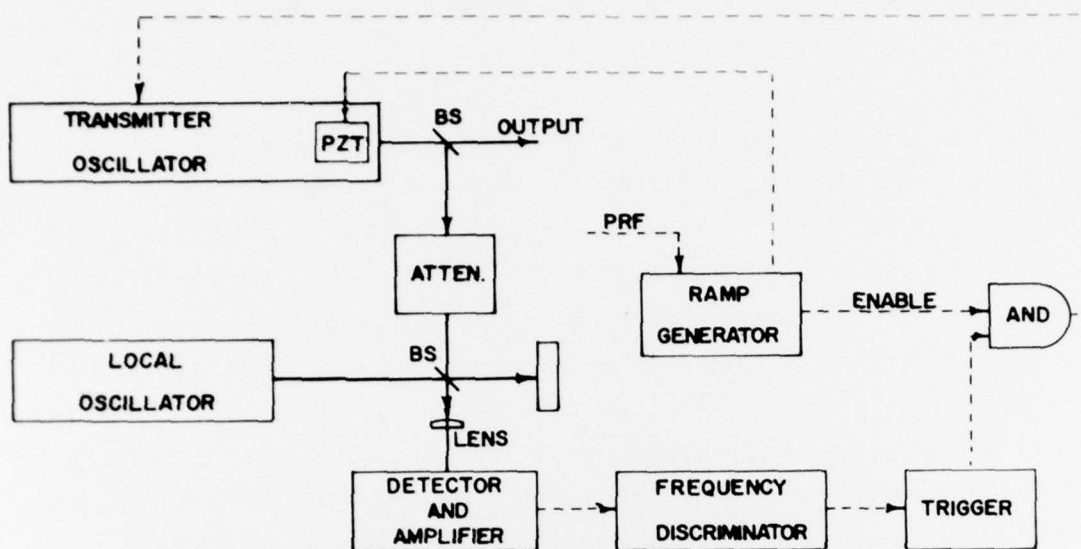 TRANSMITTER
OSCILLATOR
PZT
BS
OUTPUT
PRF
ATTEN.
RAMP
GENERATOR
ENABLE
AND
BS
LOCAL
OSCILLATOR
LENS
DETECTOR
AND
AMPLIFIER
FREQUENCY
DISCRIMINATOR
TRIGGER